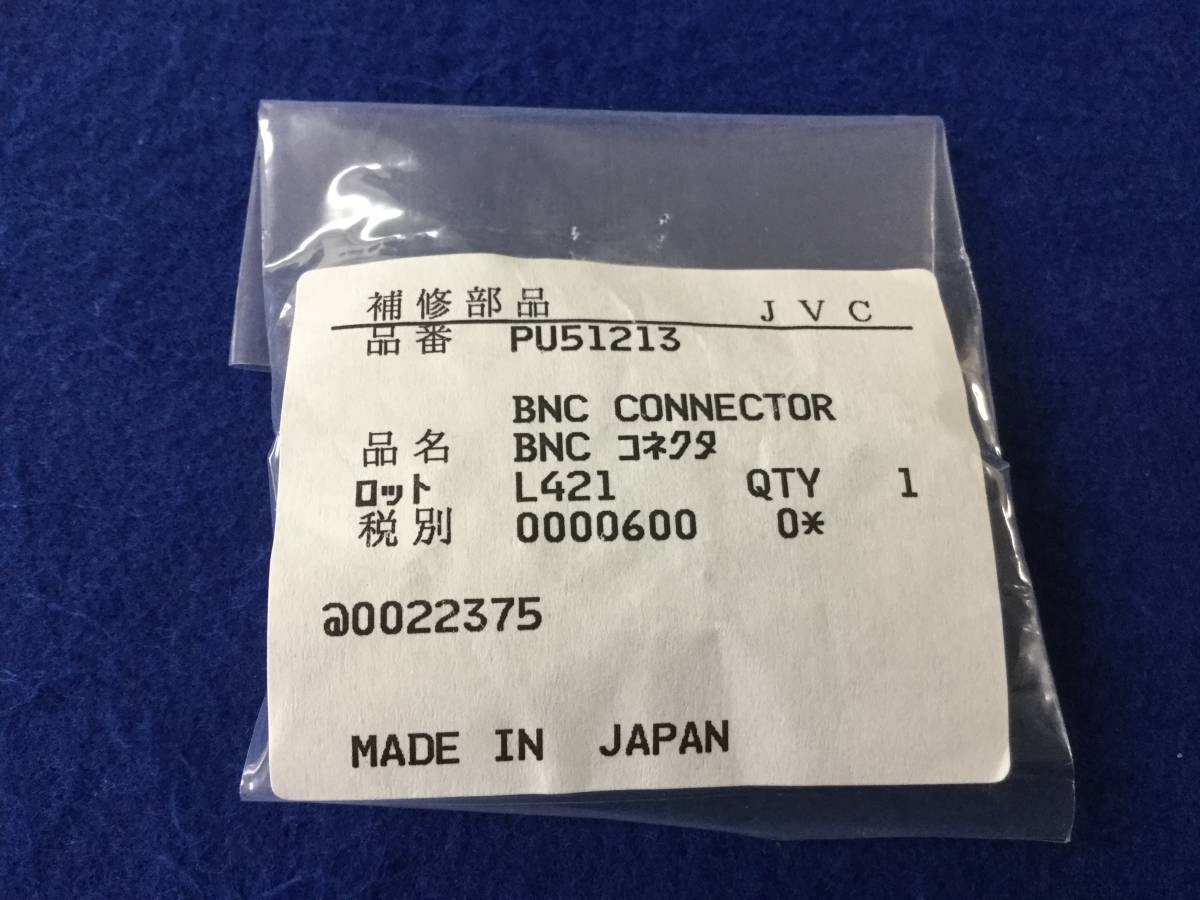 補修部品 JVC
品番 PU51213
BNC CONNECTOR
品名 BNC コネクタ
ロット L421 QTY 1
税別 0000600 0*
@0022375
MADE IN JAPAN